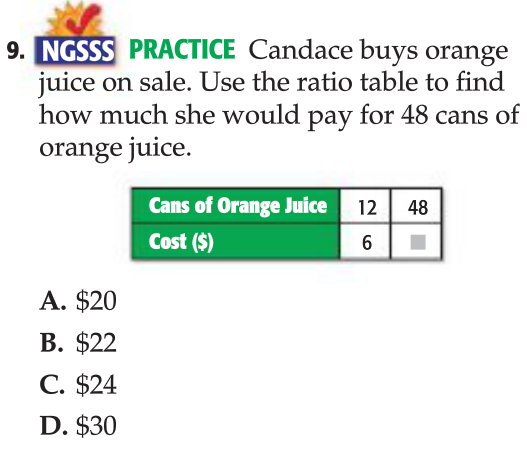 9. NGSSS PRACTICE Candace buys orange
juice on sale. Use the ratio table to find
how much she would pay for 48 cans of
orange juice.
Cans of Orange Juice 12 48
Cost ($) 6
A. $20
B. $22
C. $24
D. $30